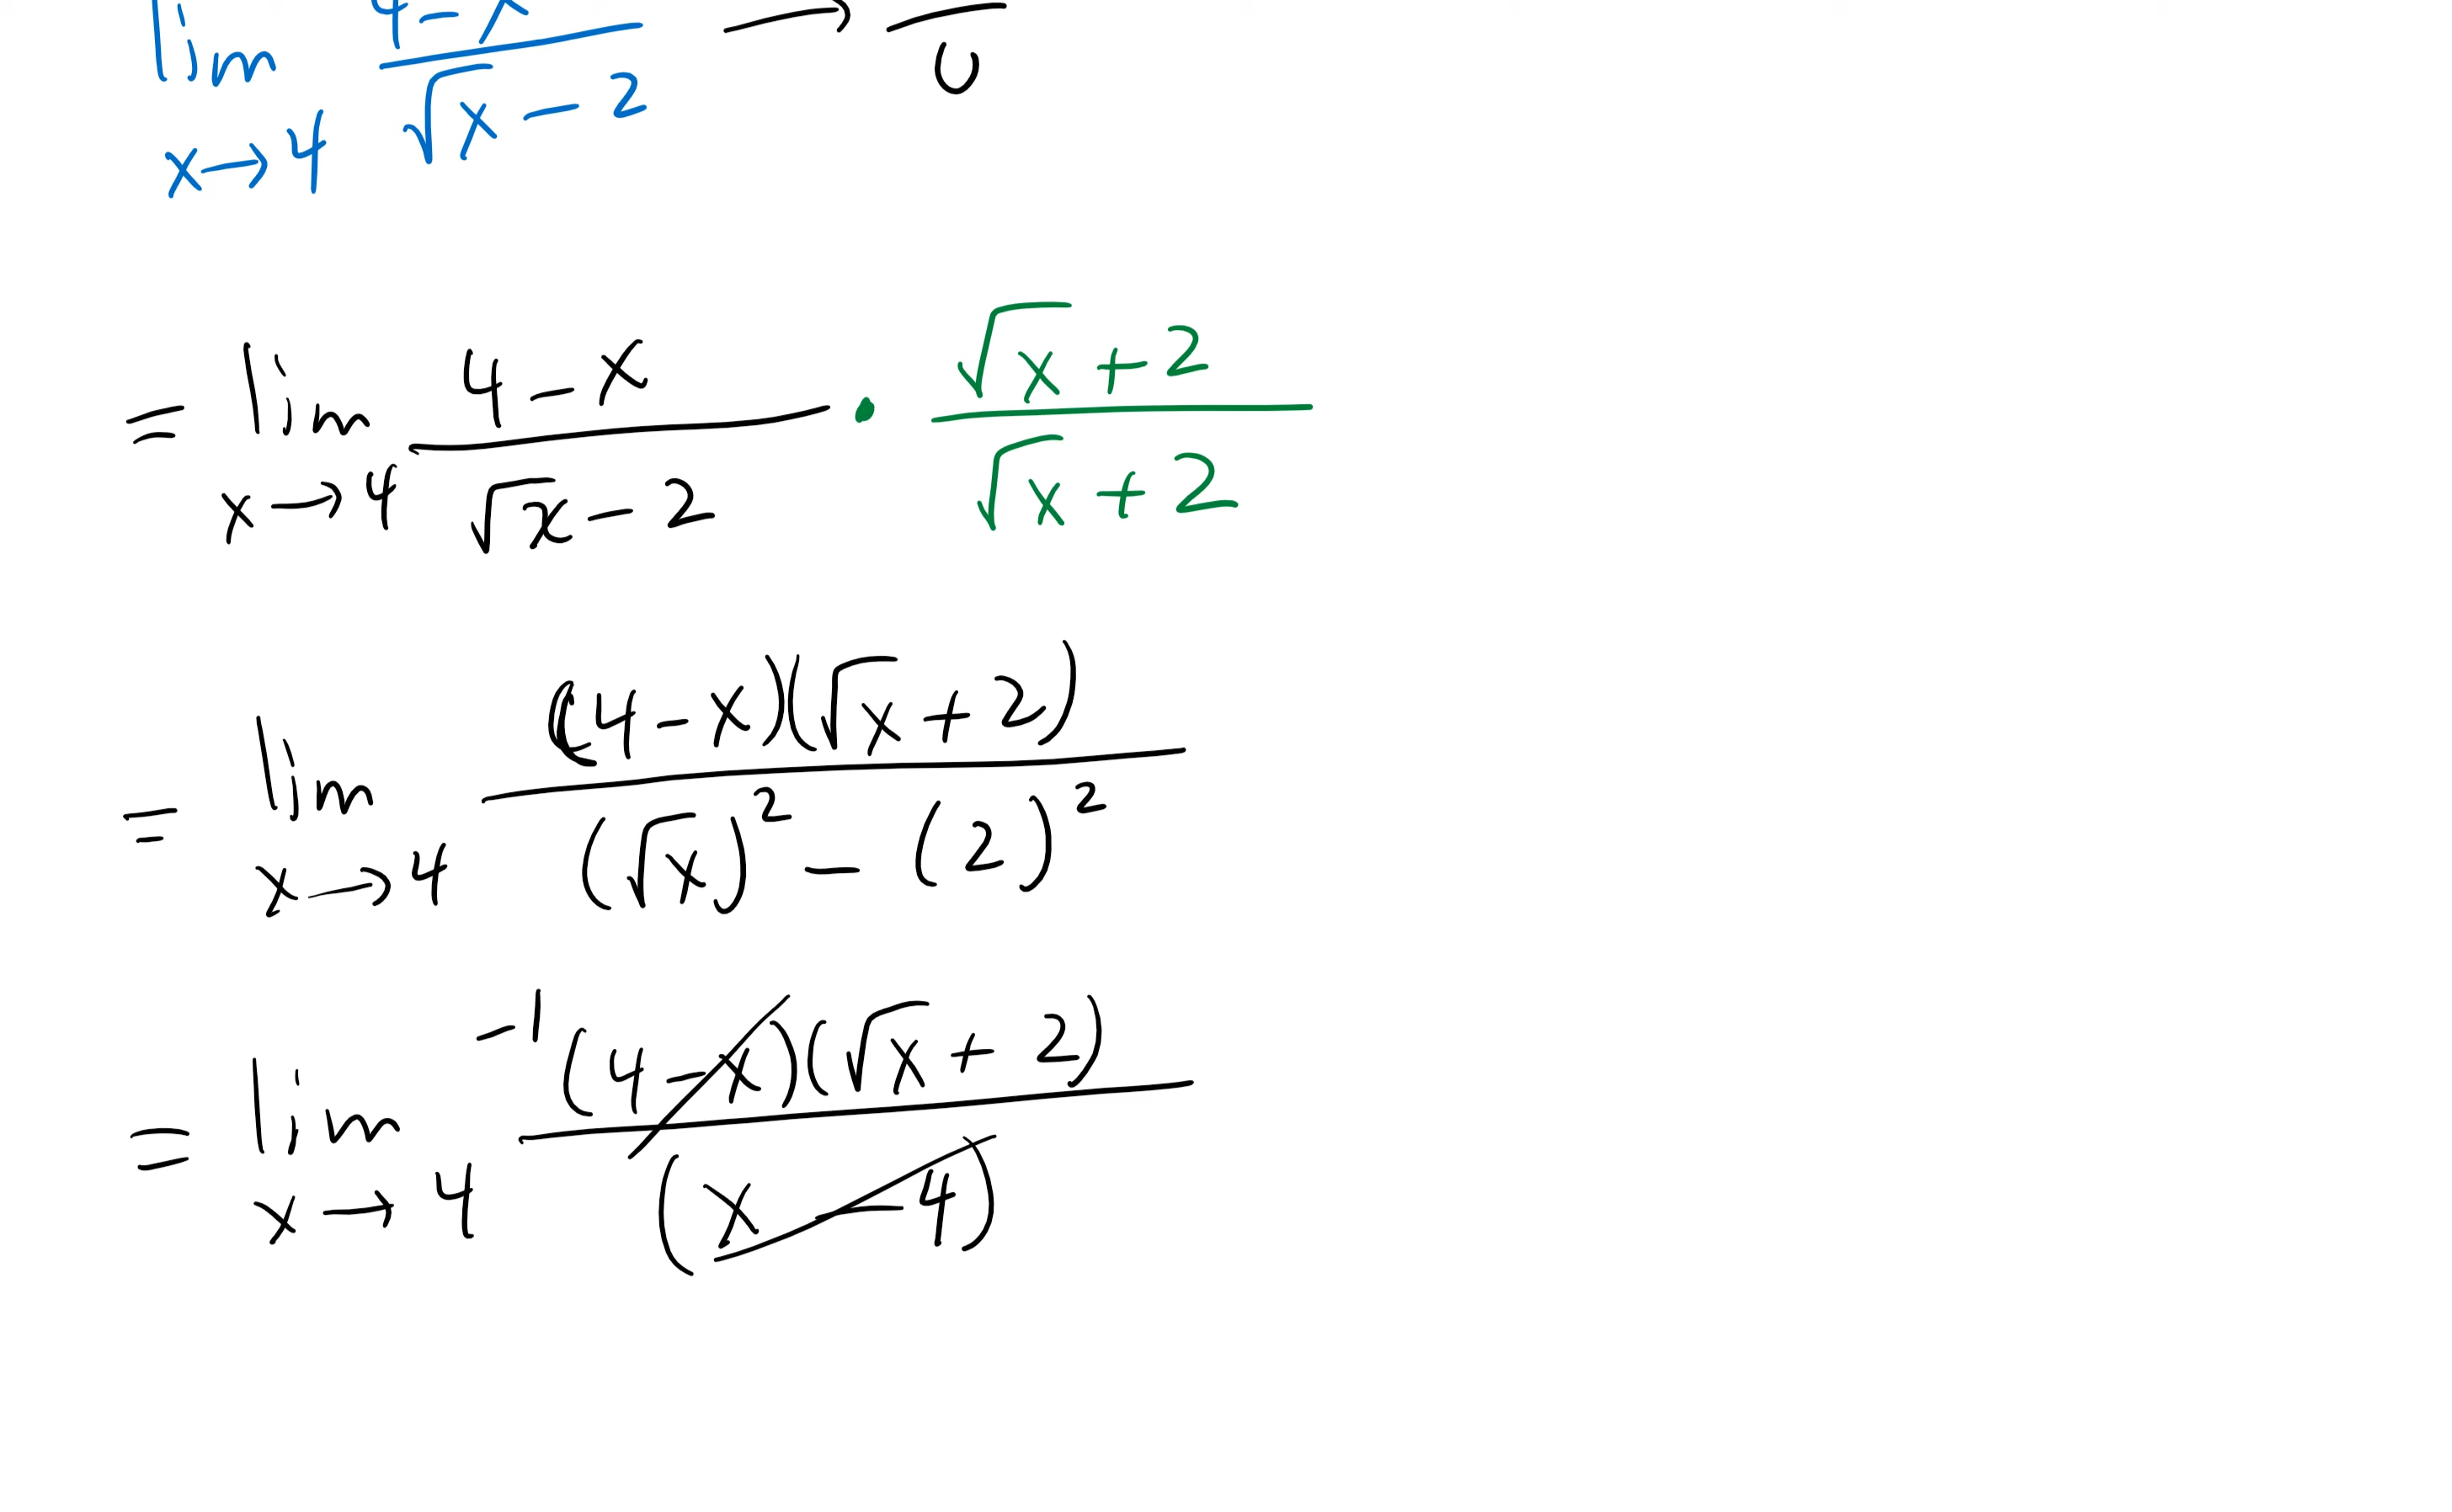 lim 4 - x / √x - 2 → / 0
x → 4
= lim 4 - x / √x - 2 · √x + 2 / √x + 2
x → 4
= lim (4 - x)(√x + 2) / (√x)² - (2)²
x → 4
= lim -1 (4 - x)(√x + 2) / (x - 4)
x → 4